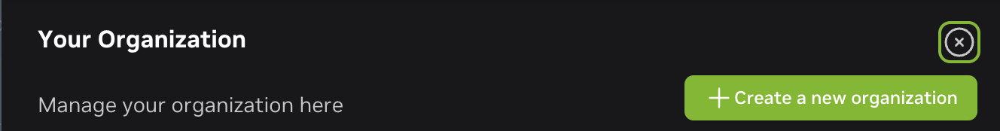 Your Organization
Manage your organization here
Create a new organization